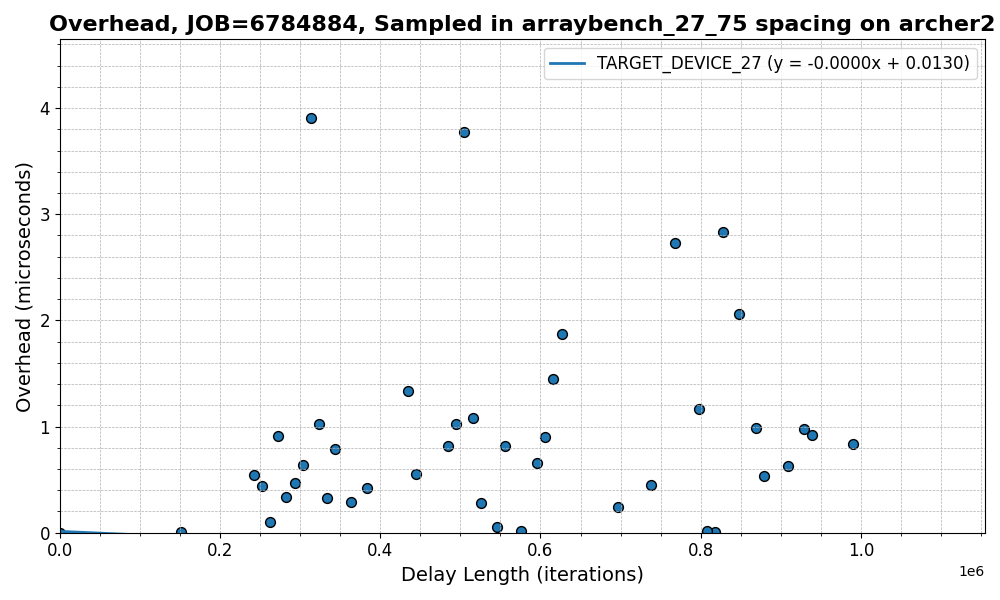 Overhead, JOB=6784884, Sampled in arraybench_27_75 spacing on archer2
TARGET_DEVICE_27 (y = -0.0000x + 0.0130)
Overhead (microseconds)
4
3
2
1
0
0.0 0.2 0.4 0.6 0.8 1.0
1e6
Delay Length (iterations)